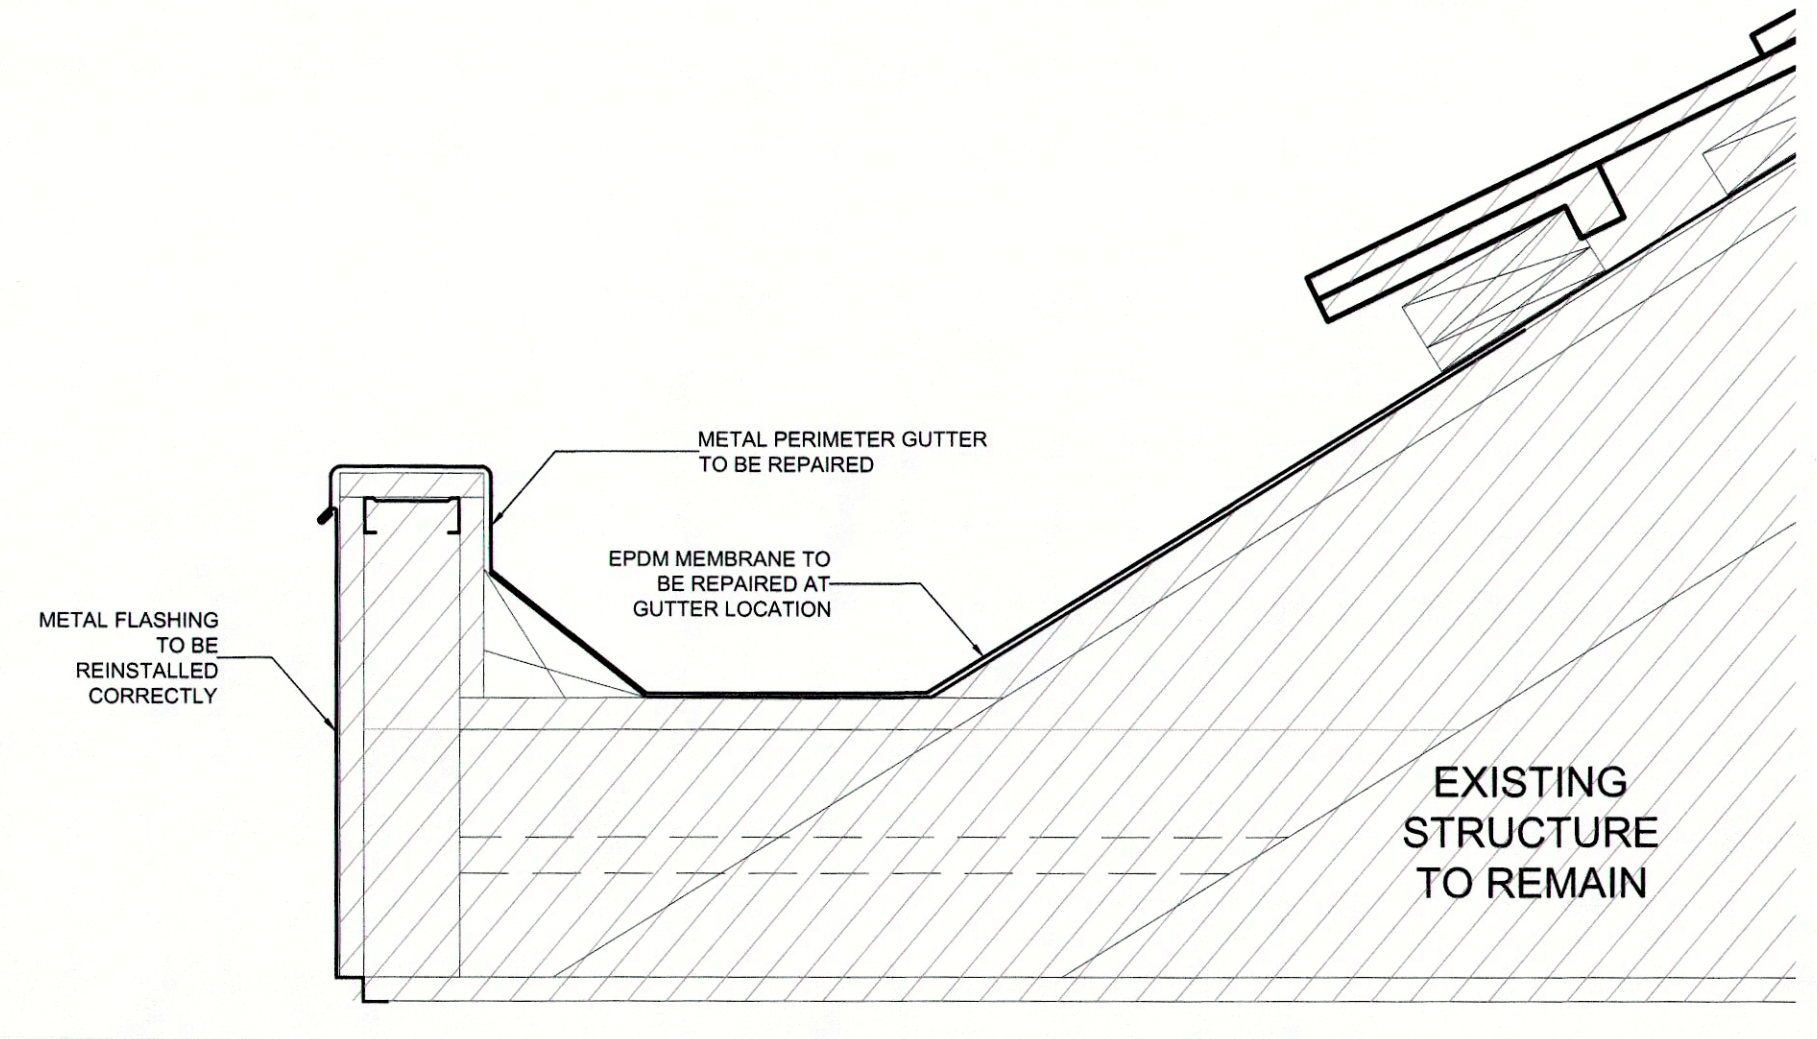 METAL PERIMETER GUTTER
TO BE REPAIRED
EPDM MEMBRANE TO
BE REPAIRED AT
GUTTER LOCATION
METAL FLASHING
TO BE
REINSTALLED
CORRECTLY
EXISTING
STRUCTURE
TO REMAIN